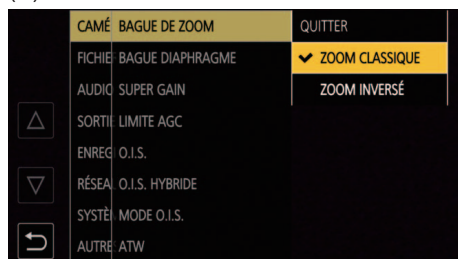 CAMÉ BAGUE DE ZOOM QUITTER
FICHIE BAGUE DIAPHRAGME ZOOM CLASSIQUE
AUDIO SUPER GAIN ZOOM INVERSÉ
SORTIE LIMITE AGC
ENREG O.I.S.
RÉSEA O.I.S. HYBRIDE
SYSTÈ MODE O.I.S.
AUTRE ATW